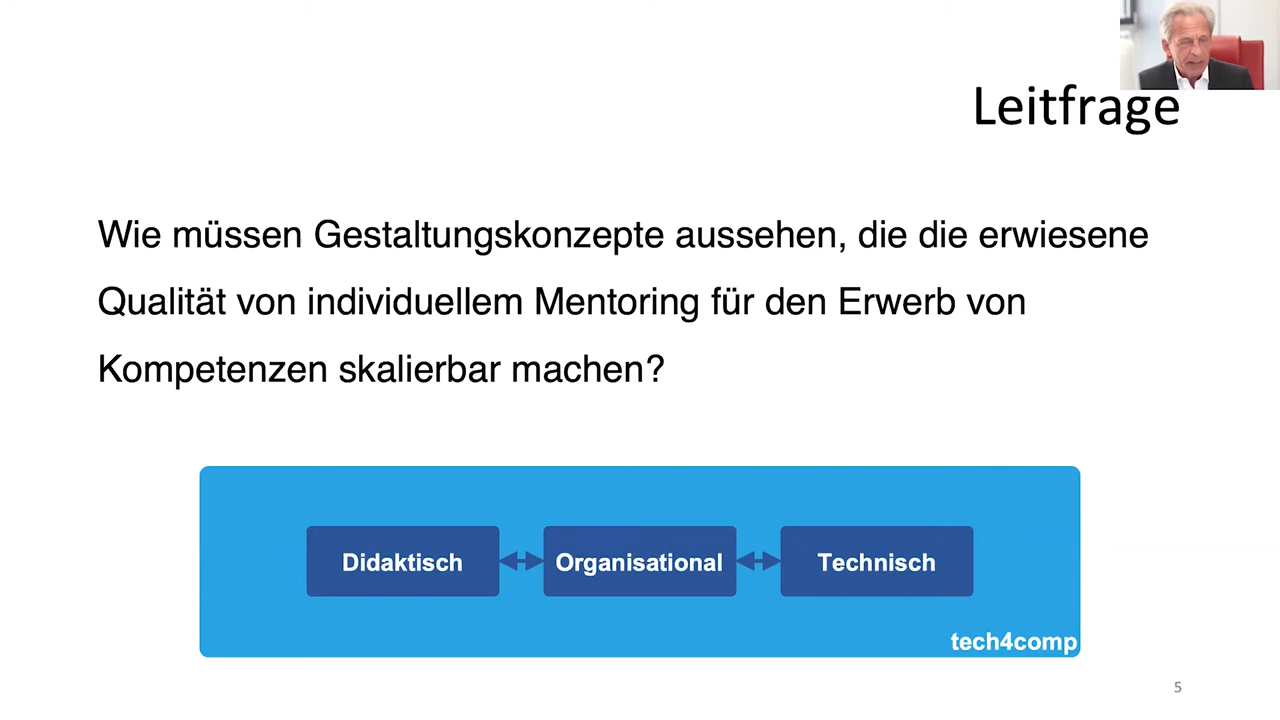 Leitfrage
Wie müssen Gestaltungskonzepte aussehen, die die erwiesene
Qualität von individuellem Mentoring für den Erwerb von
Kompetenzen skalierbar machen?
Didaktisch
Organisational
Technisch
tech4comp
5